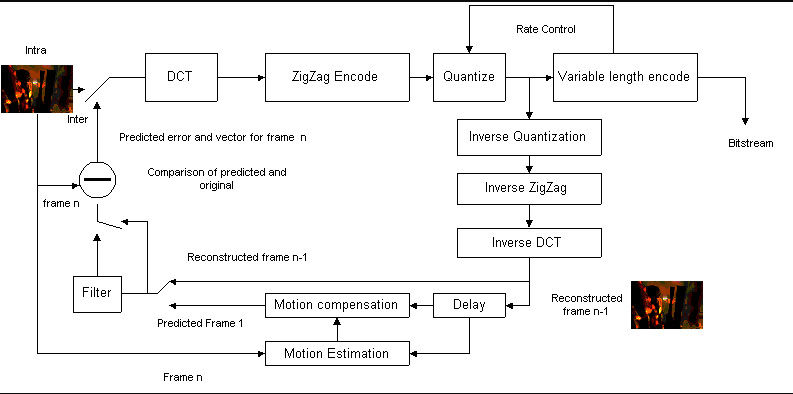 Rate Control
Intra
DCT
ZigZag Encode
Quantize
Variable length encode
Inter
Predicted error and vector for frame n
Inverse Quantization
Bitstream
Comparison of predicted and
original
Inverse ZigZag
frame n
Inverse DCT
Reconstructed frame n-1
Filter
Motion compensation
Delay
Reconstructed
frame n-1
Predicted Frame 1
Motion Estimation
Frame n